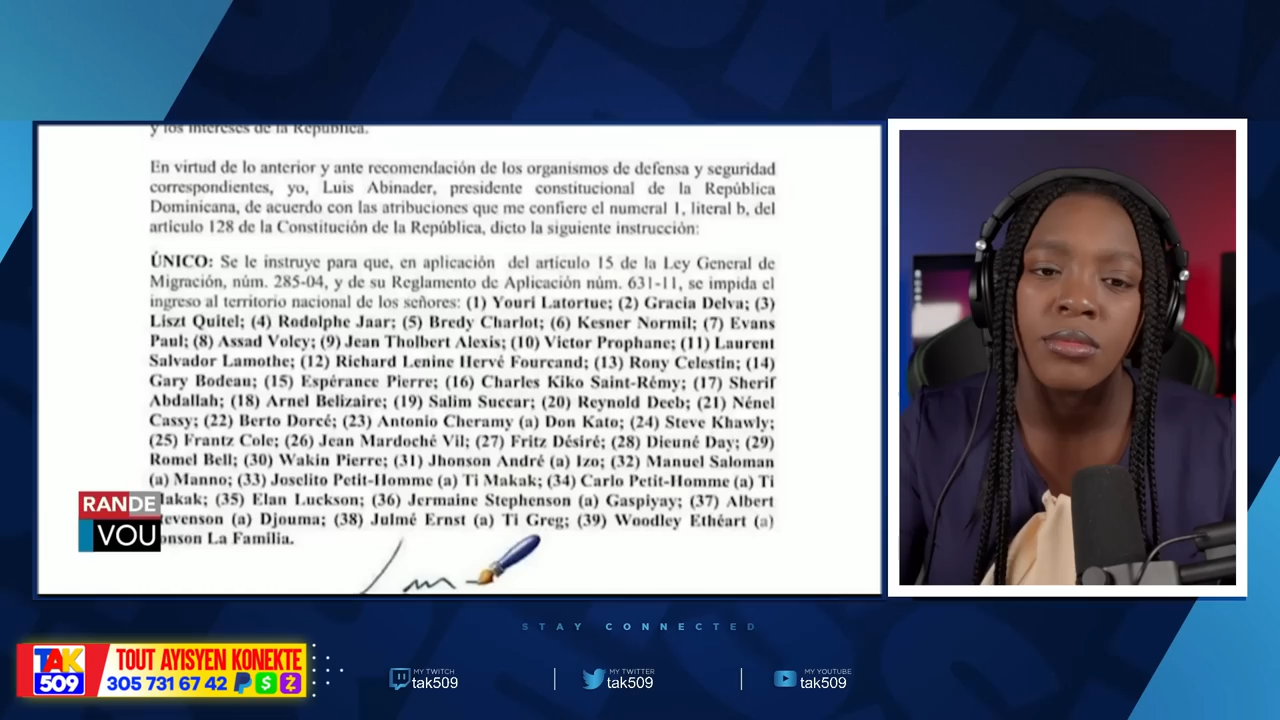 y los intereses de la República.
En virtud de lo anterior y ante recomendación de los organismos de defensa y seguridad
correspondientes, yo, Luis Abinader, presidente constitucional de la República
Dominicana, de acuerdo con las atribuciones que me confiere el numeral 1, literal b, del
artículo 128 de la Constitución de la República, dicto la siguiente instrucción:
ÚNICO: Se le instruye para que, en aplicación del artículo 15 de la Ley General de
Migración, núm. 285-04, y de su Reglamento de Aplicación núm. 631-11, se impida el
ingreso al territorio nacional de los señores: (1) Youri Latortue; (2) Gracia Delva; (3)
Liszt Quitel; (4) Rodolphe Jaar; (5) Bredy Charlot; (6) Kesner Normil; (7) Evans
Paul; (8) Assad Volcy; (9) Jean Tholbert Alexis; (10) Victor Prophane; (11) Laurent
Salvador Lamothe; (12) Richard Lenine Hervé Fourcand; (13) Rony Celestin; (14)
Gary Bodeau; (15) Espérance Pierre; (16) Charles Kiko Saint-Rémy; (17) Sherif
Abdallah; (18) Arnel Belizaire; (19) Salim Succar; (20) Reynold Deeb; (21) Nénel
Cassy; (22) Berto Dorcé; (23) Antonio Cheramy (a) Don Kato; (24) Steve Khawly;
(25) Frantz Cole; (26) Jean Mardoché Vil; (27) Fritz Désiré; (28) Dieuné Day; (29)
Romel Bell; (30) Wakin Pierre; (31) Jhonson André (a) Izo; (32) Manuel Saloman
(a) Manno; (33) Joselito Petit-Homme (a) Ti Makak; (34) Carlo Petit-Homme (a) Ti
Makak; (35) Elan Luckson; (36) Jermaine Stephenson (a) Gaspiyay; (37) Albert
evenson (a) Djouma; (38) Julmé Ernst (a) Ti Greg; (39) Woodley Ethéart (a)
onson La Familia.
RANDE
VOU
STAY CONNECTED
TAK
509
TOUT AYISYEN KONEKTE
305 731 67 42
MY TWITCH
tak509
MY TWITTER
tak509
MY YOUTUBE
tak509